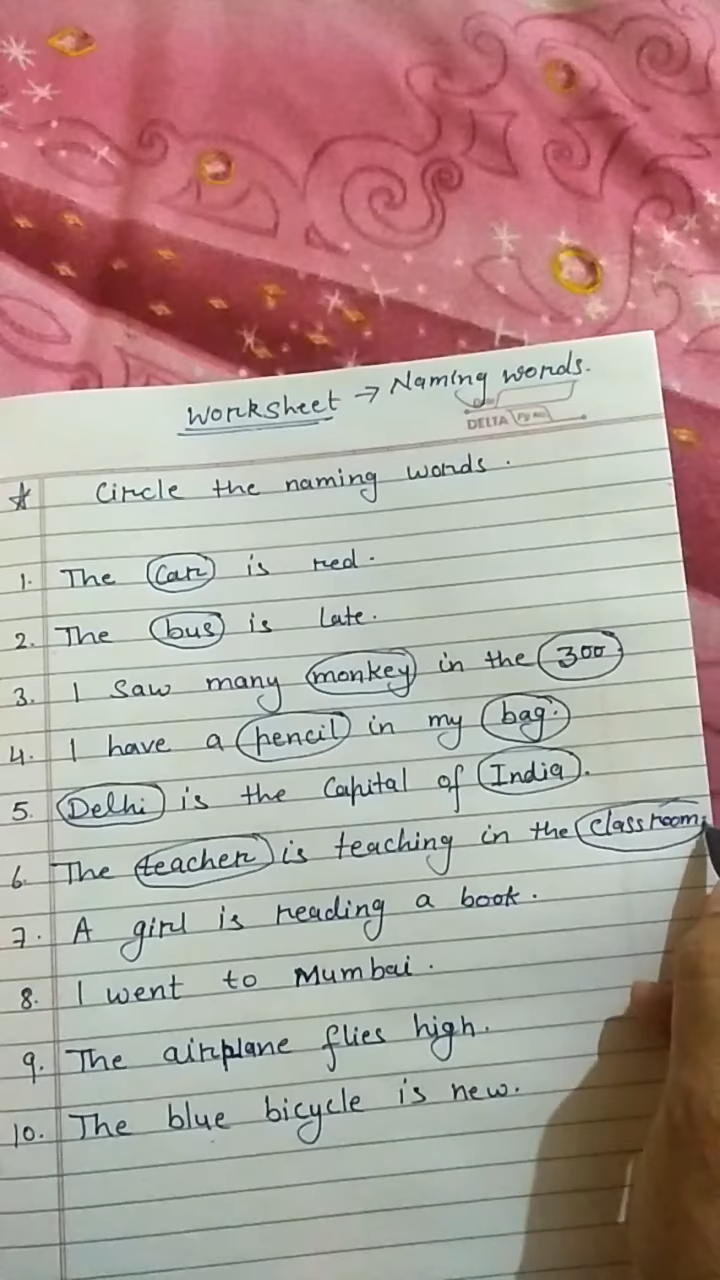 Worksheet → Naming words.
DELTA
☆ Circle the naming words.
1. The car is red.
2. The bus is late.
3. I saw many monkey in the zoo
4. I have a pencil in my bag.
5. Delhi is the Capital of India.
6. The teacher is teaching in the classroom.
7. A girl is reading a book.
8. I went to Mumbai.
9. The airplane flies high.
10. The blue bicycle is new.